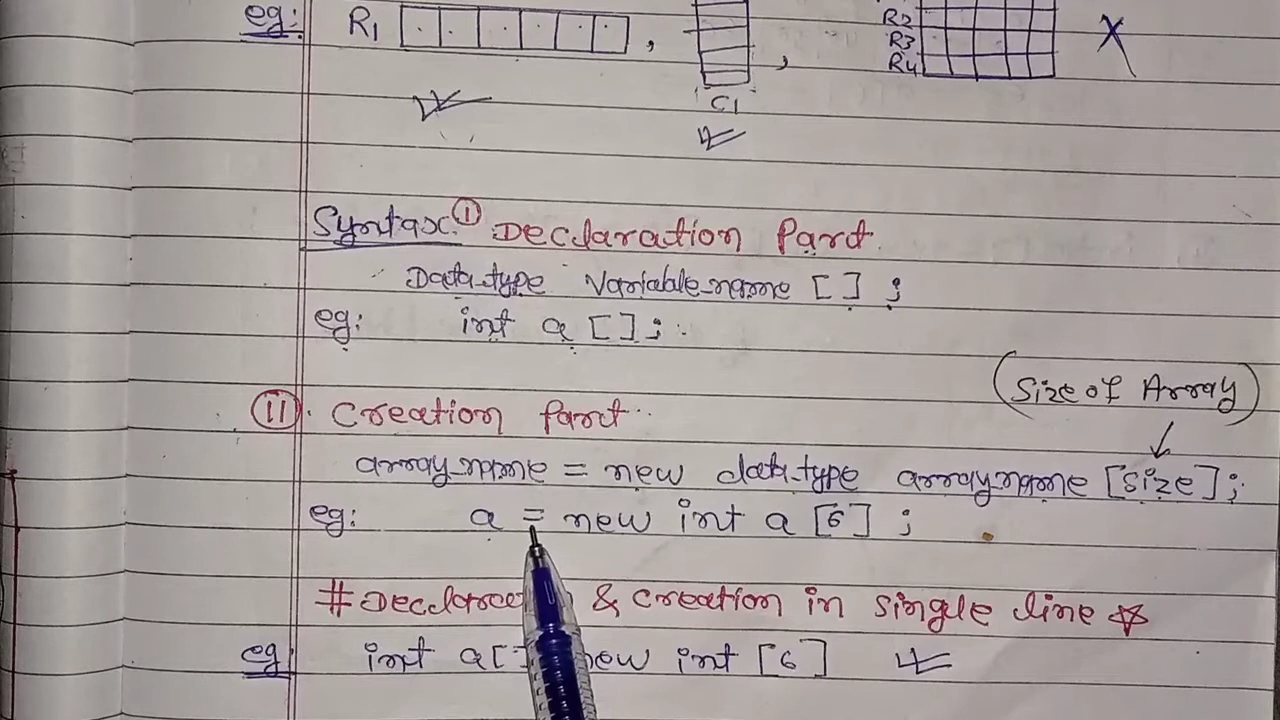 eg: R1 , , R2
R3
R4 X
C1
Syntax: ① Declaration Part.
Data-type Variable-name [ ] ;
eg: int a [ ] ;
(Size of Array)
(II). Creation Part
array-name = new data-type array-name [size];
eg: a = new int a [6] ;
# & creation in single line ☆
eg int a[ new int [6]